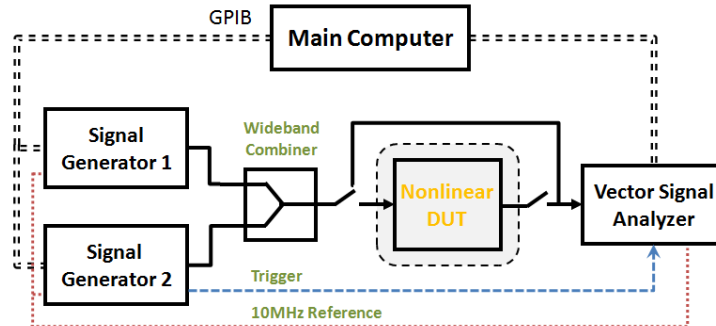 GPIB
Main Computer
Signal
Generator 1
Wideband
Combiner
Nonlinear
DUT
Vector Signal
Analyzer
Signal
Generator 2
Trigger
10MHz Reference